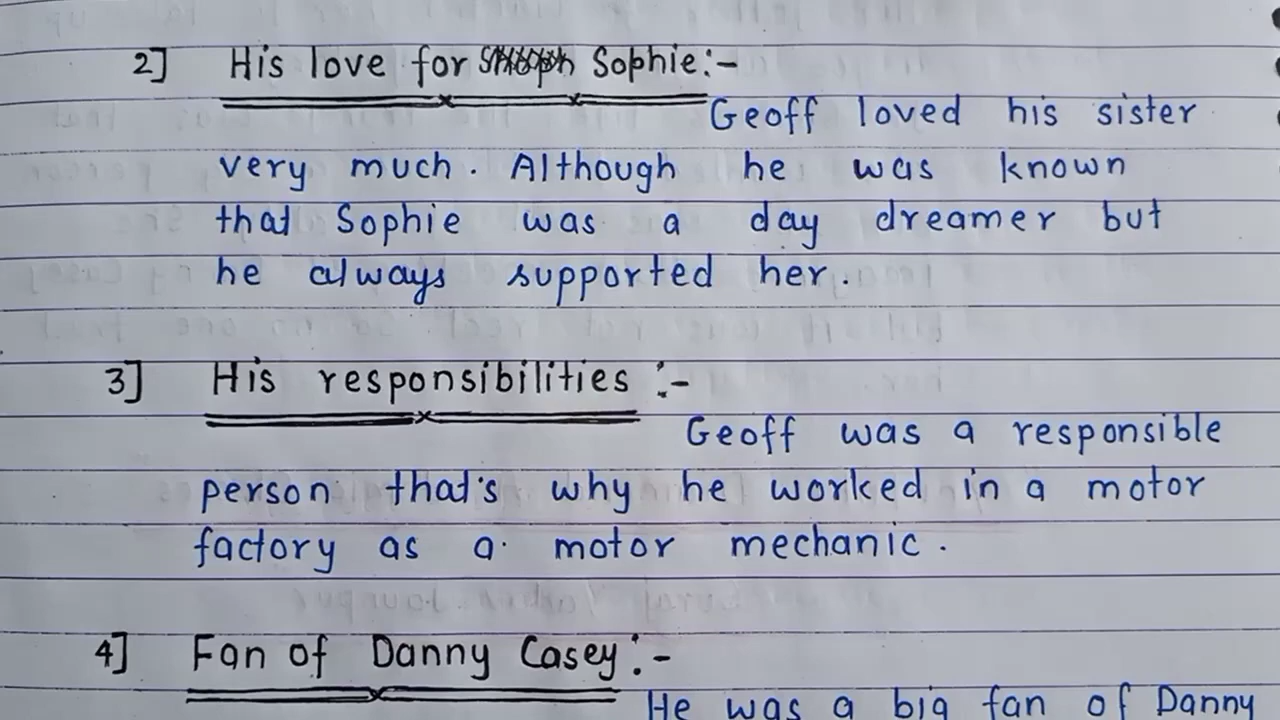 2] His love for Sophie:-
Geoff loved his sister
very much. Although he was known
that Sophie was a day dreamer but
he always supported her.
3] His responsibilities :-
Geoff was a responsible
person that's why he worked in a motor
factory as a motor mechanic.
4] Fan of Danny Casey:-
He was a big fan of Danny